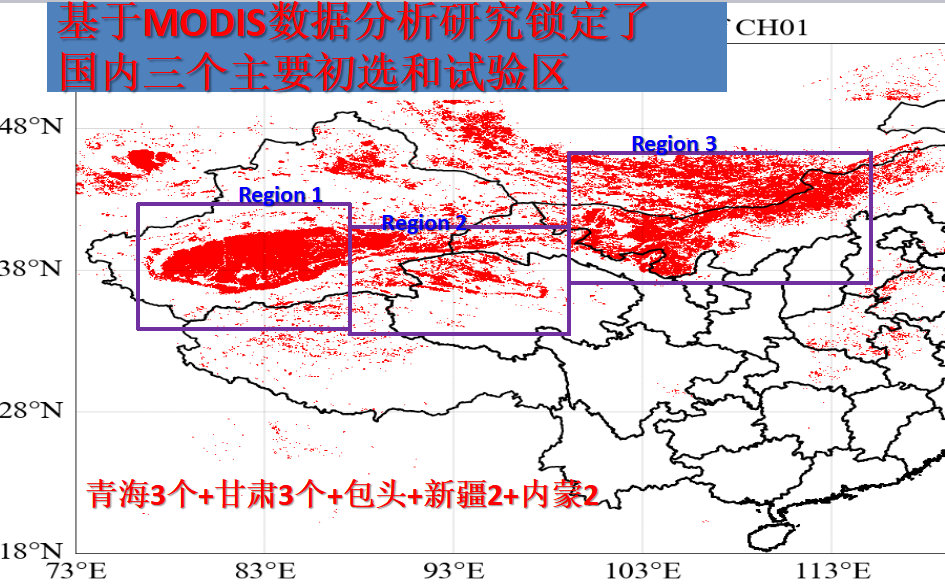 基于MODIS数据分析研究锁定了
国内三个主要初选和试验区
CH01
48°N
Region 3
Region 1
Region 2
38°N
28°N
青海3个+甘肃3个+包头+新疆2+内蒙2
18°N
73°E
83°E
93°E
103°E
113°E